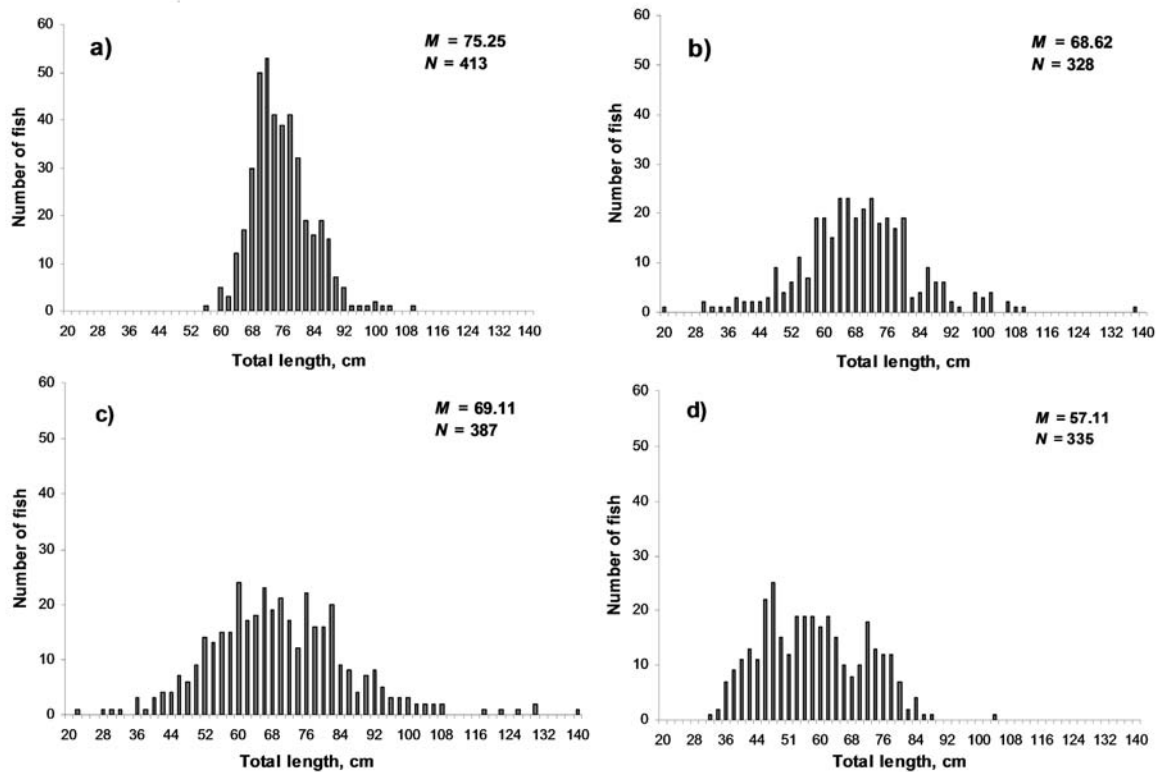 a)
M = 75.25
N = 413
Number of fish
60
50
40
30
20
10
0
20 28 36 44 52 60 68 76 84 92 100 108 116 124 132 140
Total length, cm
b)
M = 68.62
N = 328
Number of fish
60
50
40
30
20
10
0
20 28 36 44 52 60 68 76 84 92 100 108 116 124 132 140
Total length, cm
c)
M = 69.11
N = 387
Number of fish
60
50
40
30
20
10
0
20 28 36 44 52 60 68 76 84 92 100 108 116 124 132 140
Total length, cm
d)
M = 57.11
N = 335
Number of fish
60
50
40
30
20
10
0
20 28 36 44 51 60 68 76 84 92 100 108 116 124 132 140
Total length, cm